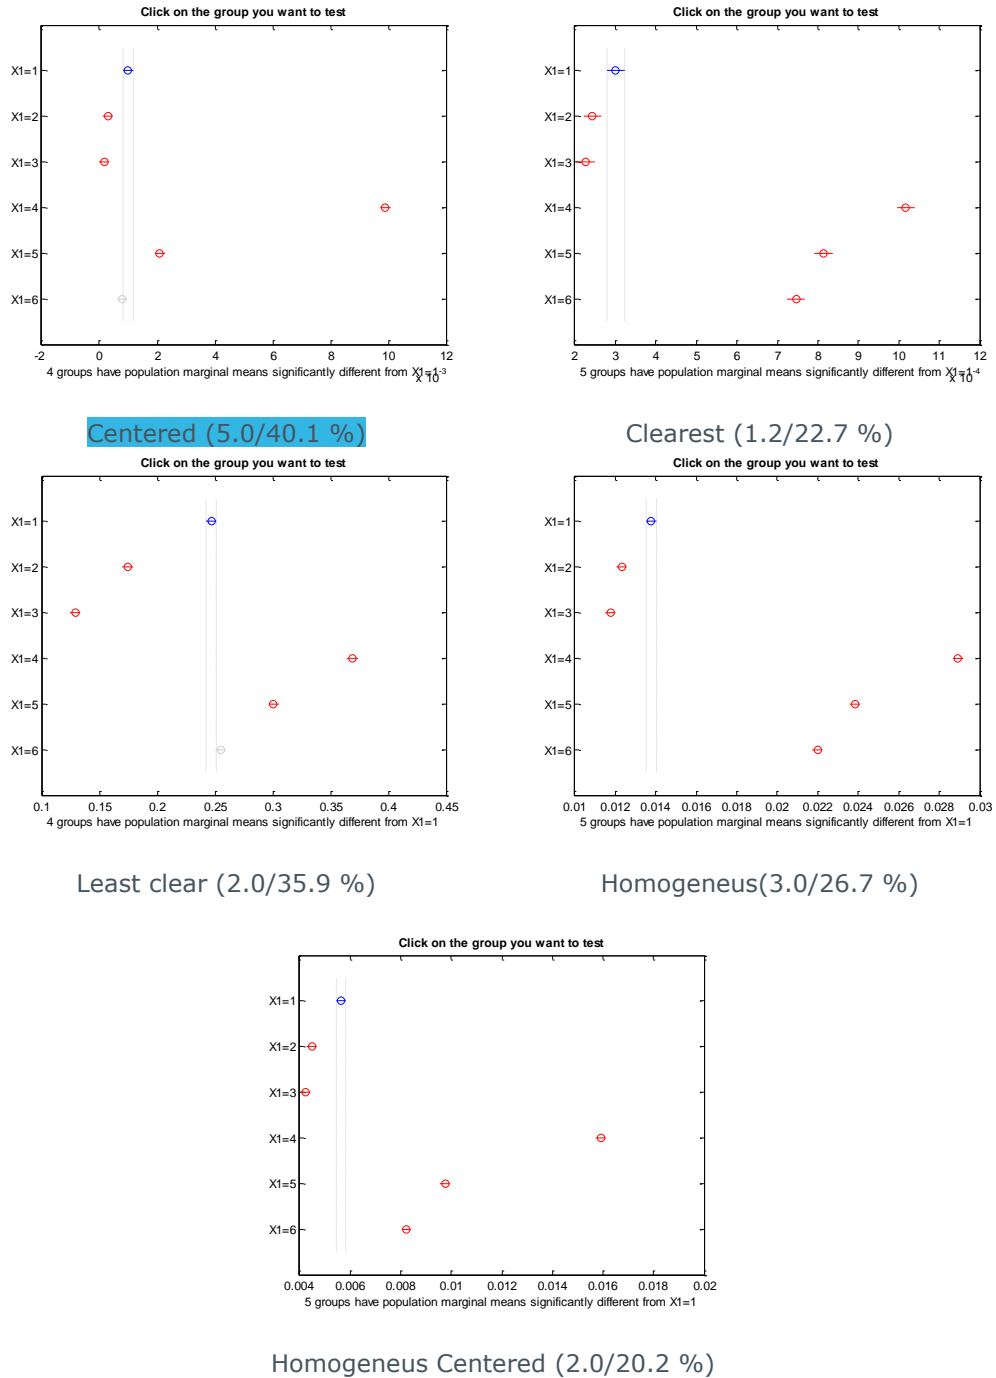 Click on the group you want to test
X1=1
X1=2
X1=3
X1=4
X1=5
X1=6
-2 0 2 4 6 8 10 12
x 10-3
4 groups have population marginal means significantly different from X1=1
Centered (5.0/40.1 %)
Click on the group you want to test
X1=1
X1=2
X1=3
X1=4
X1=5
X1=6
2 3 4 5 6 7 8 9 10 11 12
x 10-4
5 groups have population marginal means significantly different from X1=1
Clearest (1.2/22.7 %)
Click on the group you want to test
X1=1
X1=2
X1=3
X1=4
X1=5
X1=6
0.1 0.15 0.2 0.25 0.3 0.35 0.4 0.45
4 groups have population marginal means significantly different from X1=1
Least clear (2.0/35.9 %)
Click on the group you want to test
X1=1
X1=2
X1=3
X1=4
X1=5
X1=6
0.01 0.012 0.014 0.016 0.018 0.02 0.022 0.024 0.026 0.028 0.03
5 groups have population marginal means significantly different from X1=1
Homogeneus(3.0/26.7 %)
Click on the group you want to test
X1=1
X1=2
X1=3
X1=4
X1=5
X1=6
0.004 0.006 0.008 0.01 0.012 0.014 0.016 0.018 0.02
5 groups have population marginal means significantly different from X1=1
Homogeneus Centered (2.0/20.2 %)